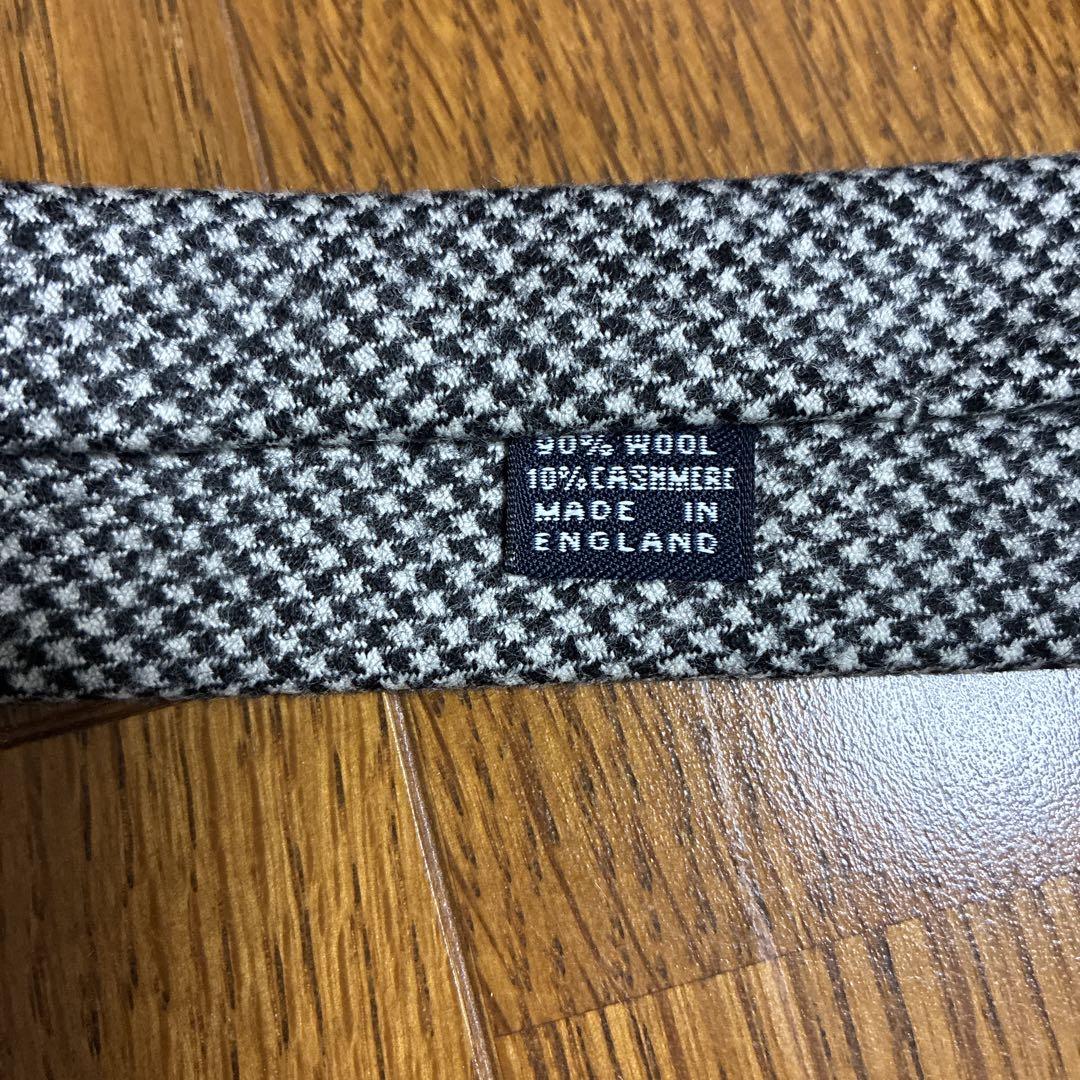 90% WOOL
10% CASHMERE
MADE IN
ENGLAND